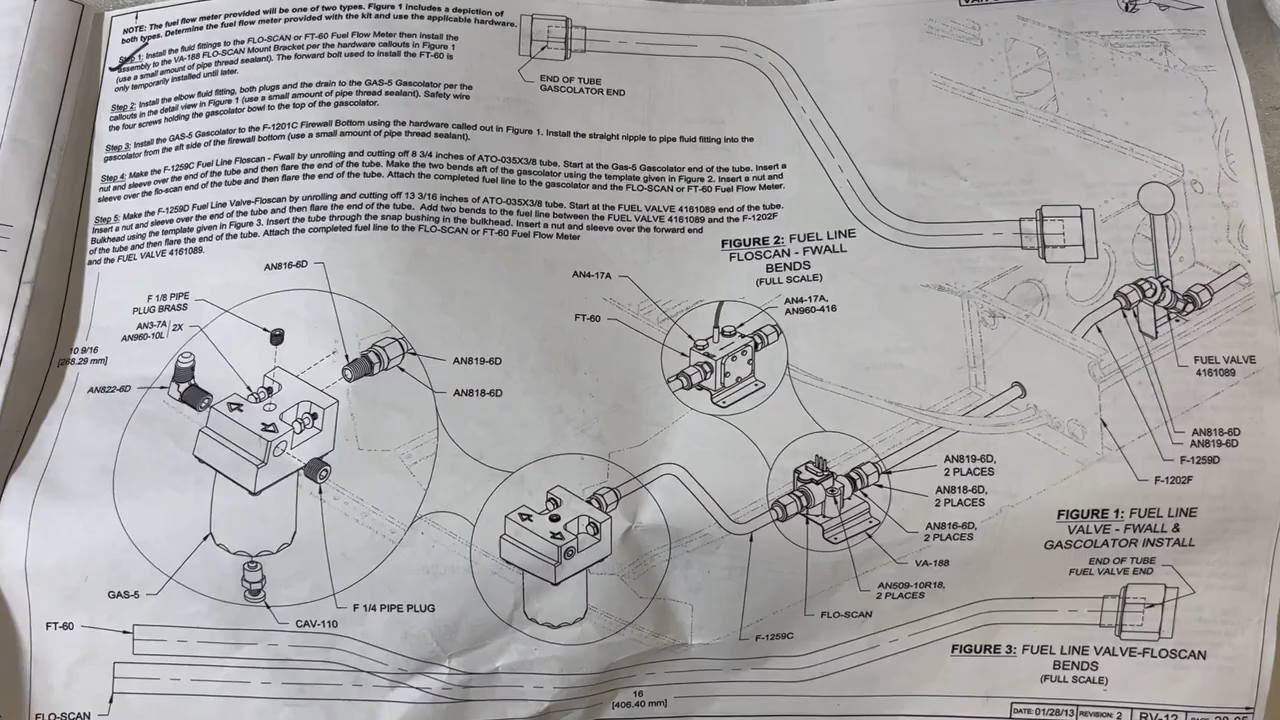 NOTE: The fuel flow meter provided will be one of two types. Figure 1 includes a depiction of
both types. Determine the fuel flow meter provided with the kit and use the applicable hardware.
Step 1: Install the fluid fittings to the FLO-SCAN or FT-60 Fuel Flow Meter then install the
assembly to the VA-188 FLO-SCAN Mount Bracket per the hardware callouts in Figure 1
(use a small amount of pipe thread sealant). The forward bolt used to install the FT-60 is
only temporarily installed until later.
Step 2: Install the elbow fluid fitting, both plugs and the drain to the GAS-5 Gascolator per the
callouts in the detail view in Figure 1 (use a small amount of pipe thread sealant). Safety wire
the four screws holding the gascolator bowl to the top of the gascolator.
Step 3: Install the GAS-5 Gascolator to the F-1201C Firewall Bottom using the hardware called out in Figure 1. Install the straight nipple to pipe fluid fitting into the
gascolator from the aft side of the firewall bottom (use a small amount of pipe thread sealant).
Step 4: Make the F-1259C Fuel Line Floscan - Fwall by unrolling and cutting off 8 3/4 inches of ATO-035X3/8 tube. Start at the Gas-5 Gascolator end of the tube. Insert a
nut and sleeve over the end of the tube and then flare the end of the tube. Make the two bends aft of the gascolator using the template given in Figure 2. Insert a nut and
sleeve over the flo-scan end of the tube and then flare the end of the tube. Attach the completed fuel line to the gascolator and the FLO-SCAN or FT-60 Fuel Flow Meter.
Step 5: Make the F-1259D Fuel Line Valve-Floscan by unrolling and cutting off 13 3/16 inches of ATO-035X3/8 tube. Start at the FUEL VALVE 4161089 end of the tube.
Insert a nut and sleeve over the end of the tube and then flare the end of the tube. Add two bends to the fuel line between the FUEL VALVE 4161089 and the F-1202F
Bulkhead using the template given in Figure 3. Insert the tube through the snap bushing in the bulkhead. Insert a nut and sleeve over the forward end
of the tube and then flare the end of the tube. Attach the completed fuel line to the FLO-SCAN or FT-60 Fuel Flow Meter
and the FUEL VALVE 4161089.
END OF TUBE
GASCOLATOR END
FIGURE 2: FUEL LINE
FLOSCAN - FWALL
BENDS
(FULL SCALE)
AN816-6D
F 1/8 PIPE
PLUG BRASS
AN3-7A
AN960-10L
2X
10 9/16
[268.29 mm]
AN822-6D
AN819-6D
AN818-6D
AN4-17A
FT-60
AN4-17A,
AN960-416
FUEL VALVE
4161089
AN818-6D
AN819-6D
F-1259D
F-1202F
AN819-6D,
2 PLACES
AN818-6D,
2 PLACES
AN816-6D,
2 PLACES
VA-188
AN509-10R18,
2 PLACES
FLO-SCAN
F-1259C
FIGURE 1: FUEL LINE
VALVE - FWALL &
GASCOLATOR INSTALL
GAS-5
F 1/4 PIPE PLUG
CAV-110
END OF TUBE
FUEL VALVE END
FT-60
FLO-SCAN
16
[406.40 mm]
FIGURE 3: FUEL LINE VALVE-FLOSCAN
BENDS
(FULL SCALE)
DATE: 01/28/13
REVISION: 2
RV-12